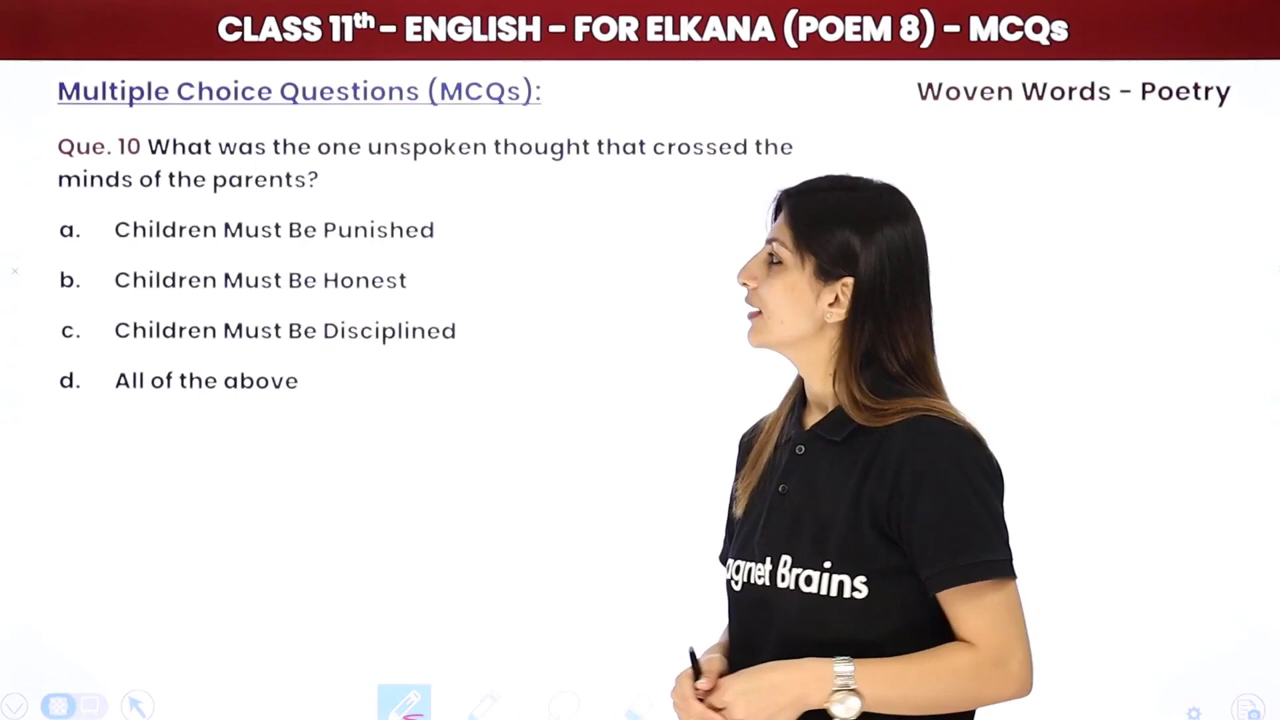 CLASS 11th - ENGLISH - FOR ELKANA (POEM 8) - MCQs
Multiple Choice Questions (MCQs):
Woven Words - Poetry
Que. 10 What was the one unspoken thought that crossed the
minds of the parents?
a. Children Must Be Punished
b. Children Must Be Honest
c. Children Must Be Disciplined
d. All of the above
agnet Brains